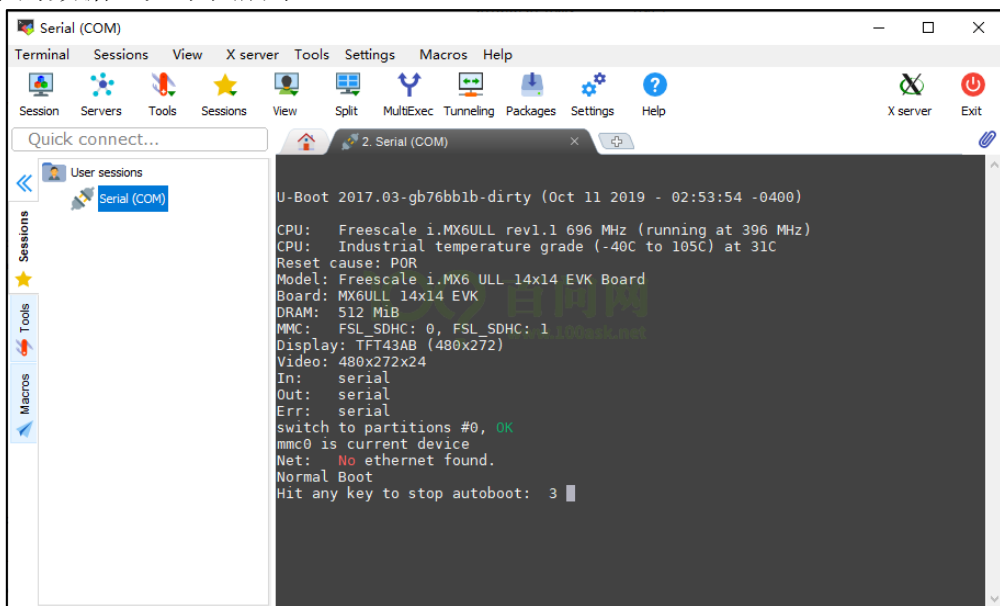 Serial (COM)
Terminal Sessions View X server Tools Settings Macros Help
Session Servers Tools Sessions View Split MultiExec Tunneling Packages Settings Help X server Exit
Quick connect...
2. Serial (COM)
User sessions
Serial (COM)
Sessions
Tools
Macros
U-Boot 2017.03-gb76bb1b-dirty (Oct 11 2019 - 02:53:54 -0400)
CPU: Freescale i.MX6ULL rev1.1 696 MHz (running at 396 MHz)
CPU: Industrial temperature grade (-40C to 105C) at 31C
Reset cause: POR
Model: Freescale i.MX6 ULL 14x14 EVK Board
Board: MX6ULL 14x14 EVK
DRAM: 512 MiB
MMC: FSL_SDHC: 0, FSL_SDHC: 1
Display: TFT43AB (480x272)
Video: 480x272x24
In: serial
Out: serial
Err: serial
switch to partitions #0, OK
mmc0 is current device
Net: No ethernet found.
Normal Boot
Hit any key to stop autoboot: 3
百问网
www.100ask.net